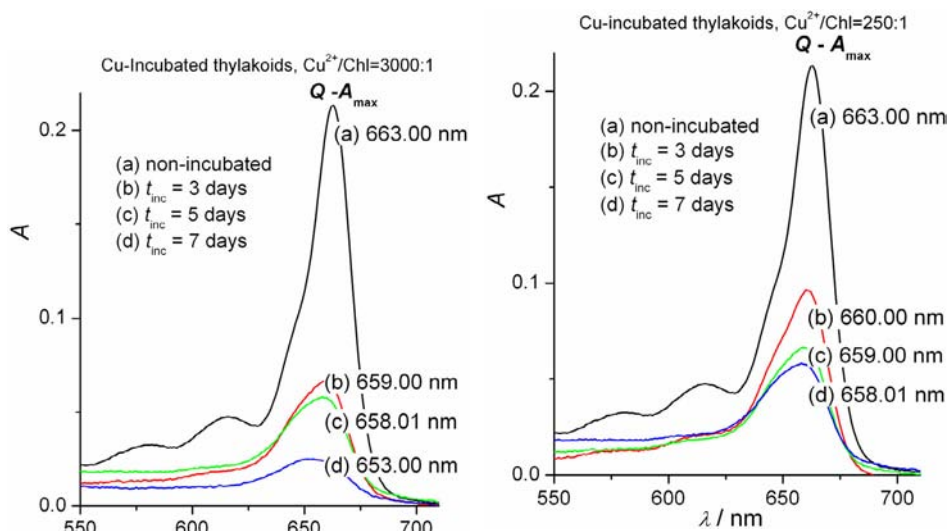 Cu-Incubated thylakoids, Cu²⁺/Chl=3000:1
Q -Amax
(a) 663.00 nm
(a) non-incubated
(b) tinc = 3 days
(c) tinc = 5 days
(d) tinc = 7 days
(b) 659.00 nm
(c) 658.01 nm
(d) 653.00 nm
A
0.2
0.1
0.0
550
600
650
700
Cu-incubated thylakoids, Cu²⁺/Chl=250:1
Q - Amax
(a) 663.00 nm
(a) non-incubated
(b) tinc = 3 days
(c) tinc = 5 days
(d) tinc = 7 days
(b) 660.00 nm
(c) 659.00 nm
(d) 658.01 nm
A
0.2
0.1
0.0
550
600
650
700
λ / nm